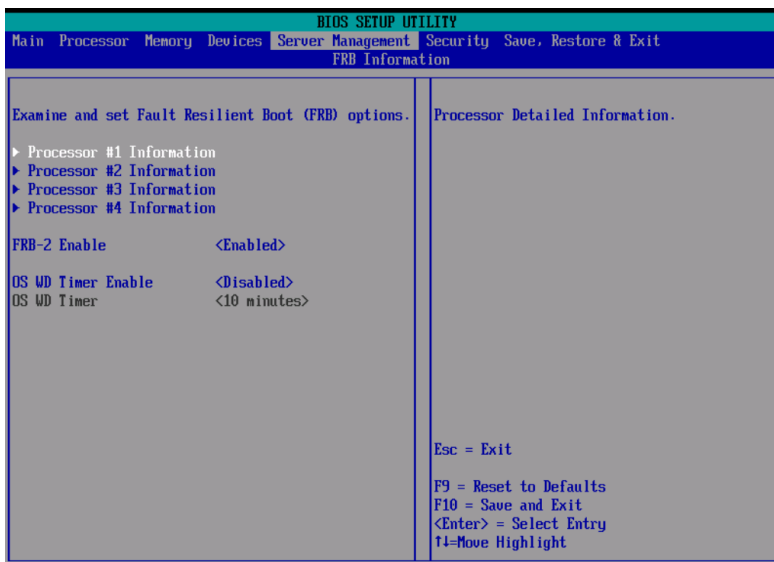 BIOS SETUP UTILITY
Main Processor Memory Devices Server Management Security Save, Restore & Exit
FRB Information
Examine and set Fault Resilient Boot (FRB) options.
▶ Processor #1 Information
▶ Processor #2 Information
▶ Processor #3 Information
▶ Processor #4 Information
FRB-2 Enable <Enabled>
OS WD Timer Enable <Disabled>
OS WD Timer <10 minutes>
Processor Detailed Information.
Esc = Exit
F9 = Reset to Defaults
F10 = Save and Exit
<Enter> = Select Entry
↑↓=Move Highlight